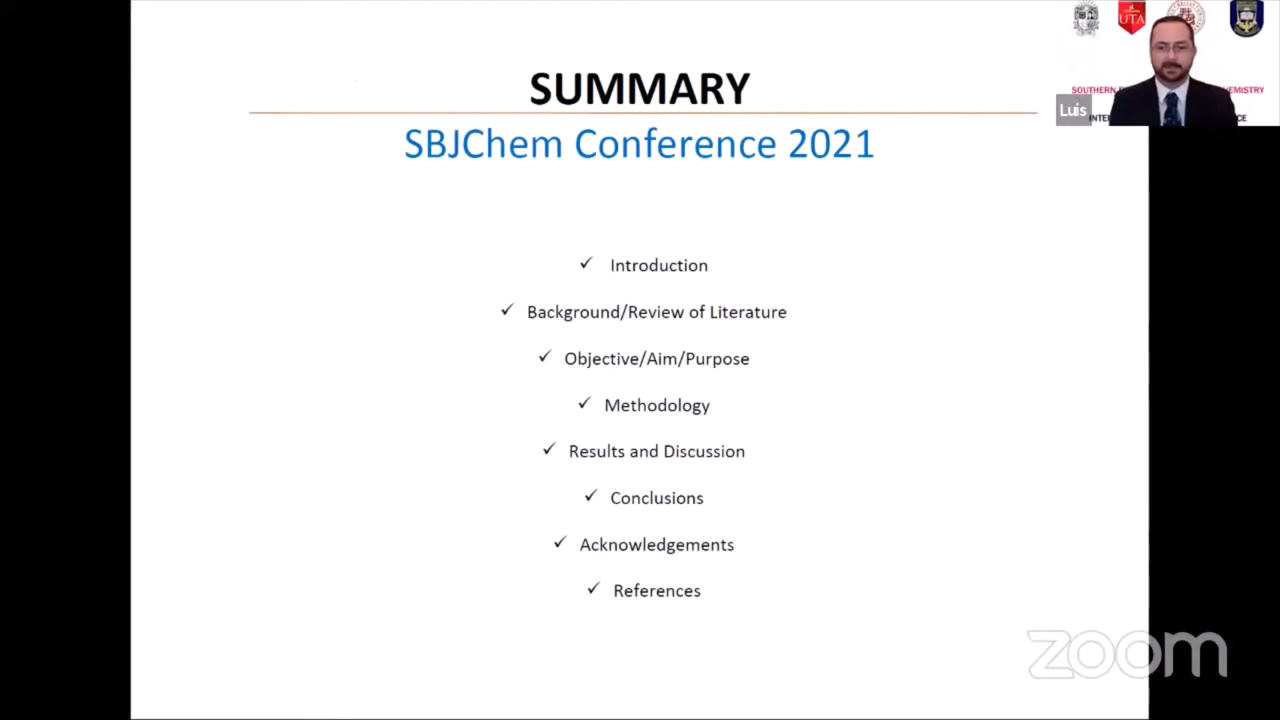 SUMMARY
SBJChem Conference 2021
✓ Introduction
✓ Background/Review of Literature
✓ Objective/Aim/Purpose
✓ Methodology
✓ Results and Discussion
✓ Conclusions
✓ Acknowledgements
✓ References
UTA
SOUTHERN
Luis
zoom